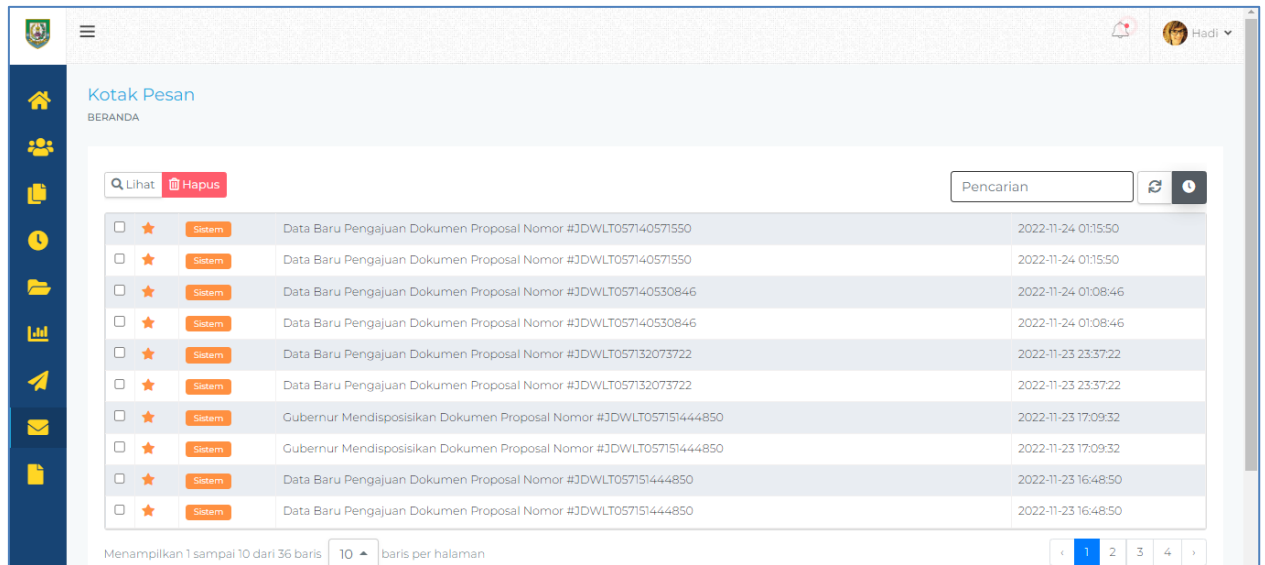 Hadi
Kotak Pesan
BERANDA
Lihat Hapus Pencarian
Sistem Data Baru Pengajuan Dokumen Proposal Nomor #JDWLT057140571550 2022-11-24 01:15:50
Sistem Data Baru Pengajuan Dokumen Proposal Nomor #JDWLT057140571550 2022-11-24 01:15:50
Sistem Data Baru Pengajuan Dokumen Proposal Nomor #JDWLT057140530846 2022-11-24 01:08:46
Sistem Data Baru Pengajuan Dokumen Proposal Nomor #JDWLT057140530846 2022-11-24 01:08:46
Sistem Data Baru Pengajuan Dokumen Proposal Nomor #JDWLT057132073722 2022-11-23 23:37:22
Sistem Data Baru Pengajuan Dokumen Proposal Nomor #JDWLT057132073722 2022-11-23 23:37:22
Sistem Gubernur Mendisposisikan Dokumen Proposal Nomor #JDWLT057151444850 2022-11-23 17:09:32
Sistem Gubernur Mendisposisikan Dokumen Proposal Nomor #JDWLT057151444850 2022-11-23 17:09:32
Sistem Data Baru Pengajuan Dokumen Proposal Nomor #JDWLT057151444850 2022-11-23 16:48:50
Sistem Data Baru Pengajuan Dokumen Proposal Nomor #JDWLT057151444850 2022-11-23 16:48:50
Menampilkan 1 sampai 10 dari 36 baris 10 baris per halaman ‹ 1 2 3 4 ›